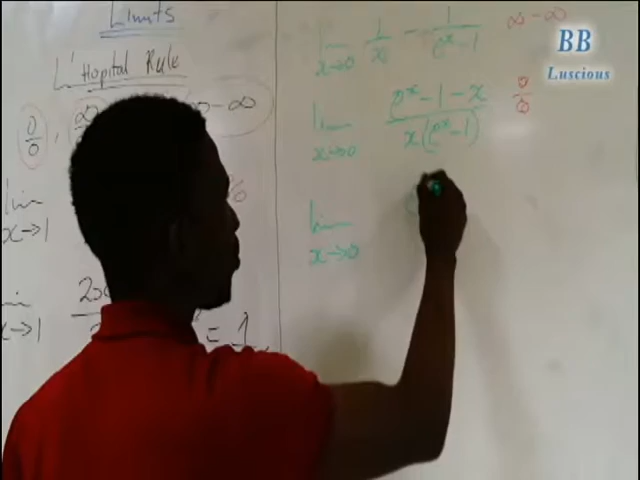 Limits
L'Hopital Rule
0/0 , ∞ ∞ - ∞
lim x→1
lim x→1 = 1
lim x→0 1/x - 1/(e^x - 1) ∞ - ∞
lim x→0 (e^x - 1 - x)/(x(e^x - 1)) 0/0
lim x→0
BB
Luscious